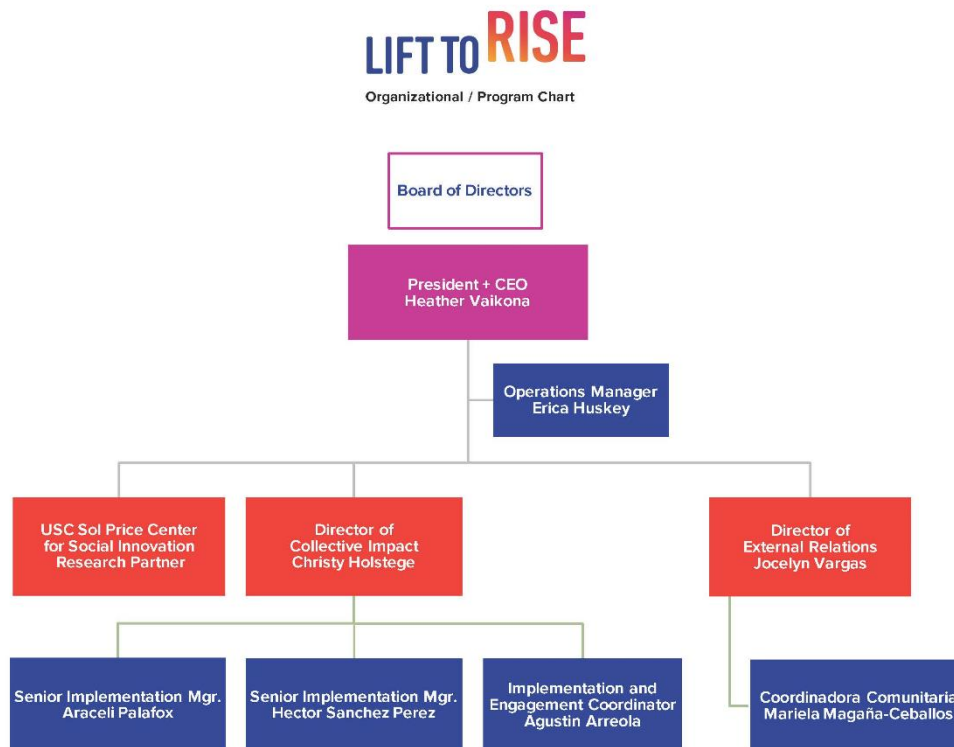 LIFT TO RISE
Organizational / Program Chart
Board of Directors
President + CEO
Heather Vaikona
Operations Manager
Erica Huskey
USC Sol Price Center
for Social Innovation
Research Partner
Director of
Collective Impact
Christy Holstege
Director of
External Relations
Jocelyn Vargas
Senior Implementation Mgr.
Araceli Palafox
Senior Implementation Mgr.
Hector Sanchez Perez
Implementation and
Engagement Coordinator
Agustin Arreola
Coordinadora Comunitaria
Mariela Magaña-Ceballos